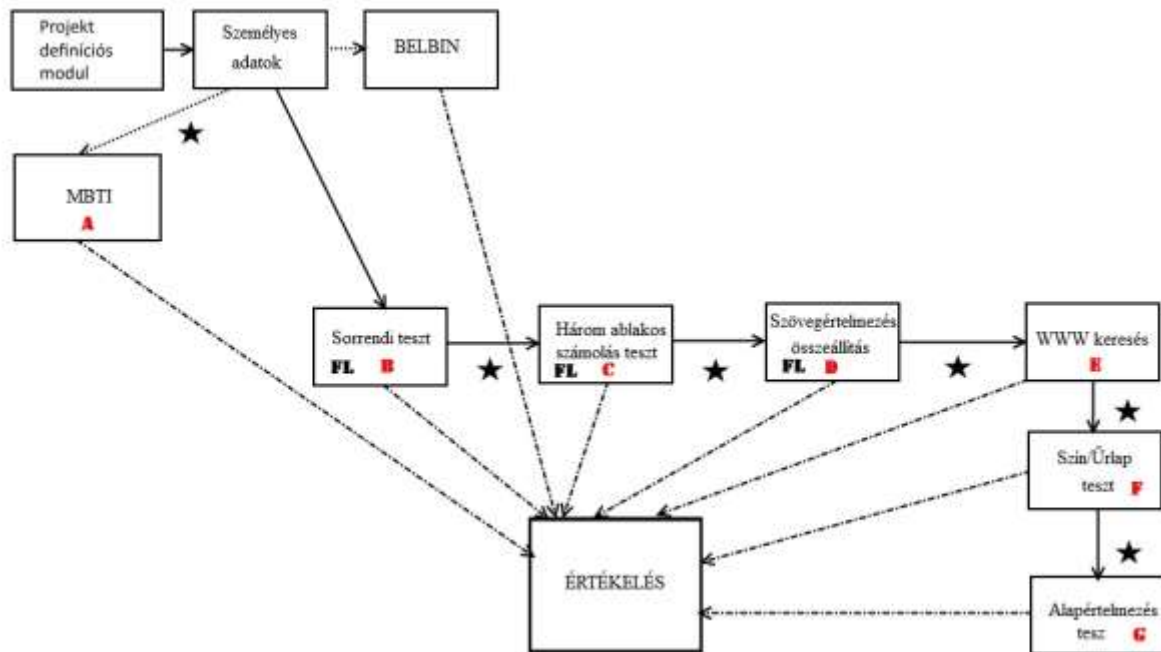 Projekt
definíciós
modul
Személyes
adatok
BELBIN
MBTI
A
Sorrendi teszt
FL B
Három ablakos
számolás teszt
FL C
Szövegértelmezés
összeállítás
FL D
WWW keresés
E
Szín/Űrlap
teszt F
ÉRTÉKELÉS
Alapértelmezés
tesz G